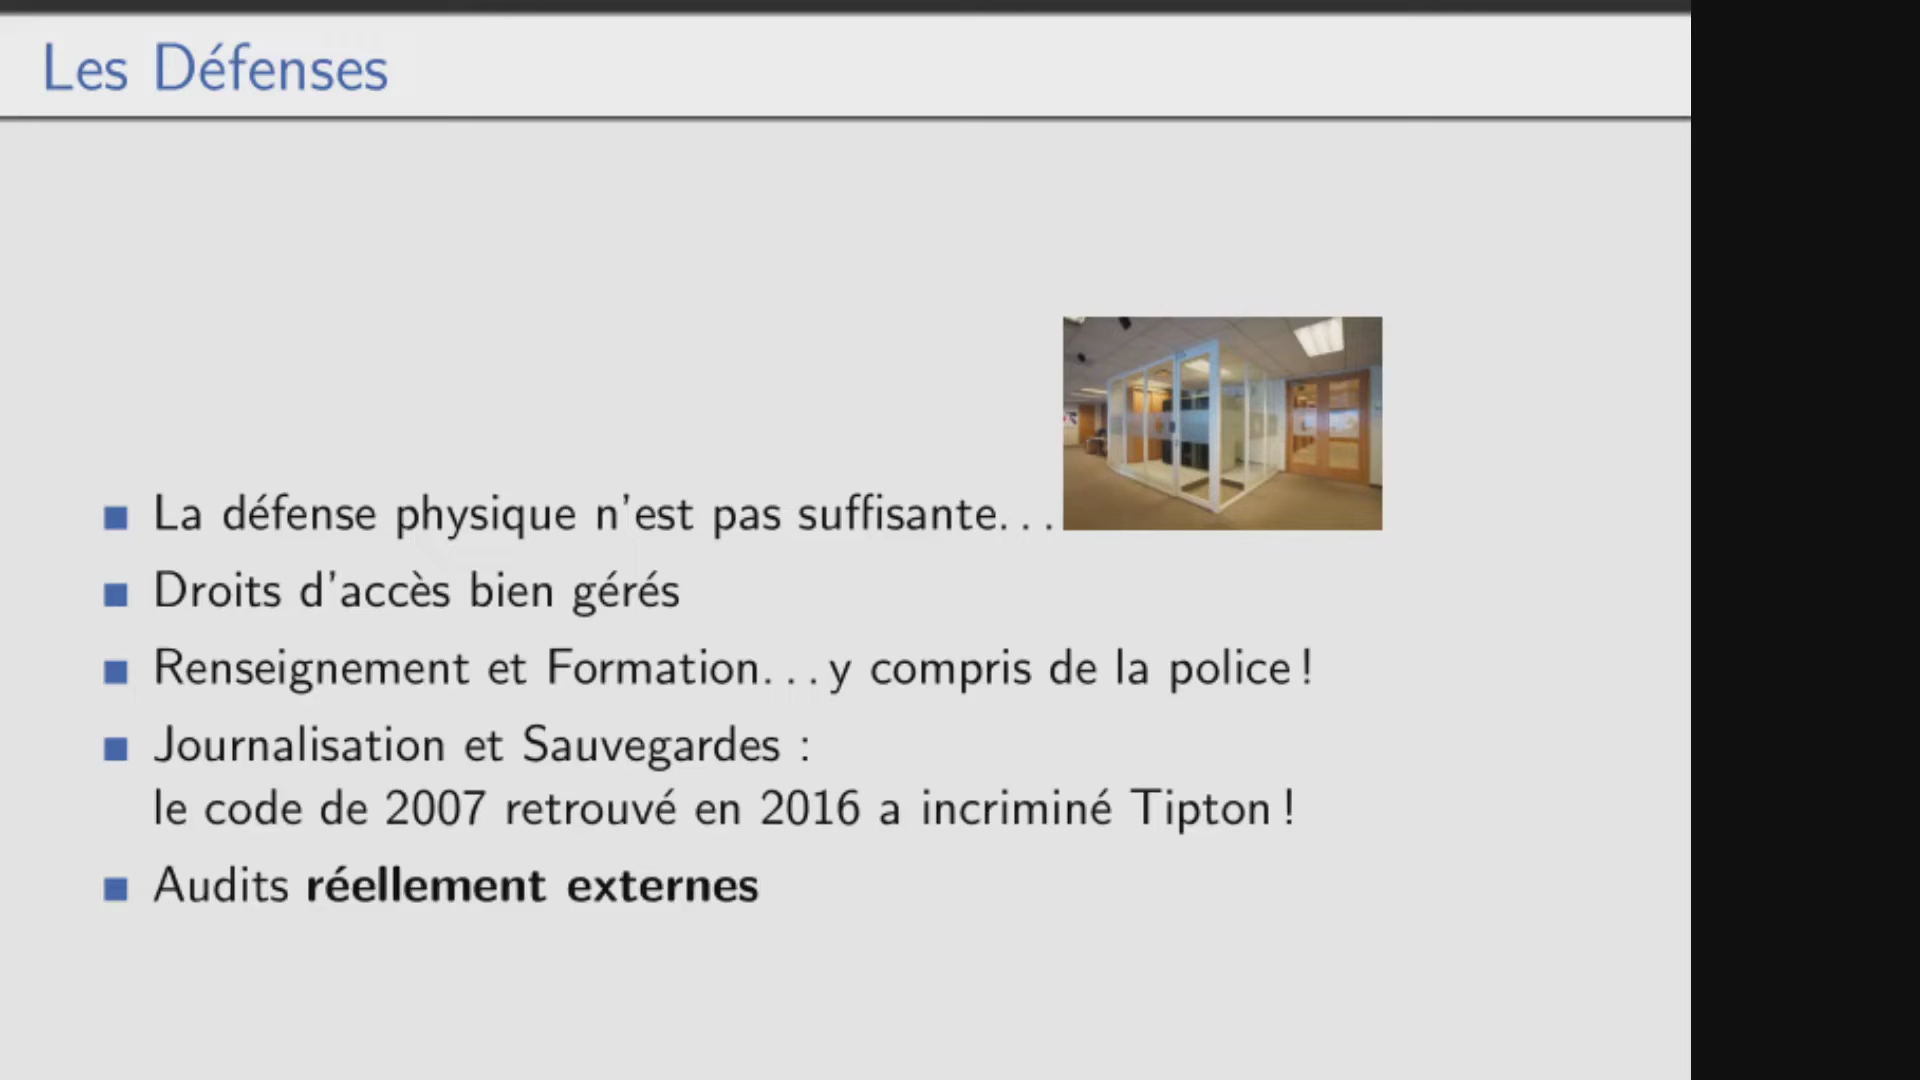 Les Défenses
La défense physique n'est pas suffisante...
Droits d'accès bien gérés
Renseignement et Formation...y compris de la police !
Journalisation et Sauvegardes :
le code de 2007 retrouvé en 2016 a incriminé Tipton !
Audits réellement externes